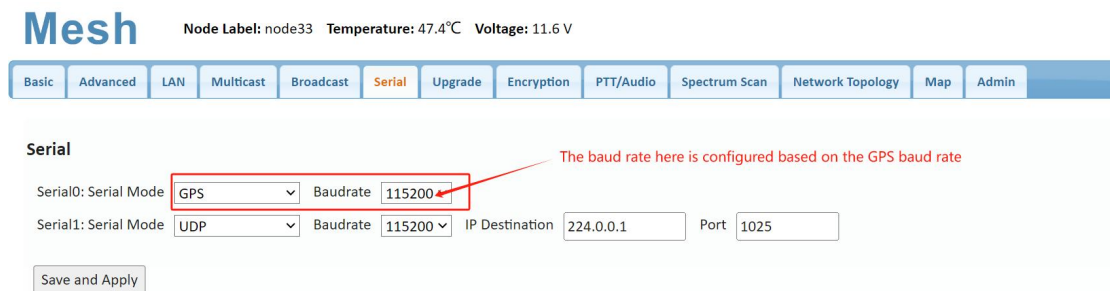 Mesh Node Label: node33 Temperature: 47.4℃ Voltage: 11.6 V
Basic Advanced LAN Multicast Broadcast Serial Upgrade Encryption PTT/Audio Spectrum Scan Network Topology Map Admin
Serial
The baud rate here is configured based on the GPS baud rate
Serial0: Serial Mode GPS Baudrate 115200
Serial1: Serial Mode UDP Baudrate 115200 IP Destination 224.0.0.1 Port 1025
Save and Apply